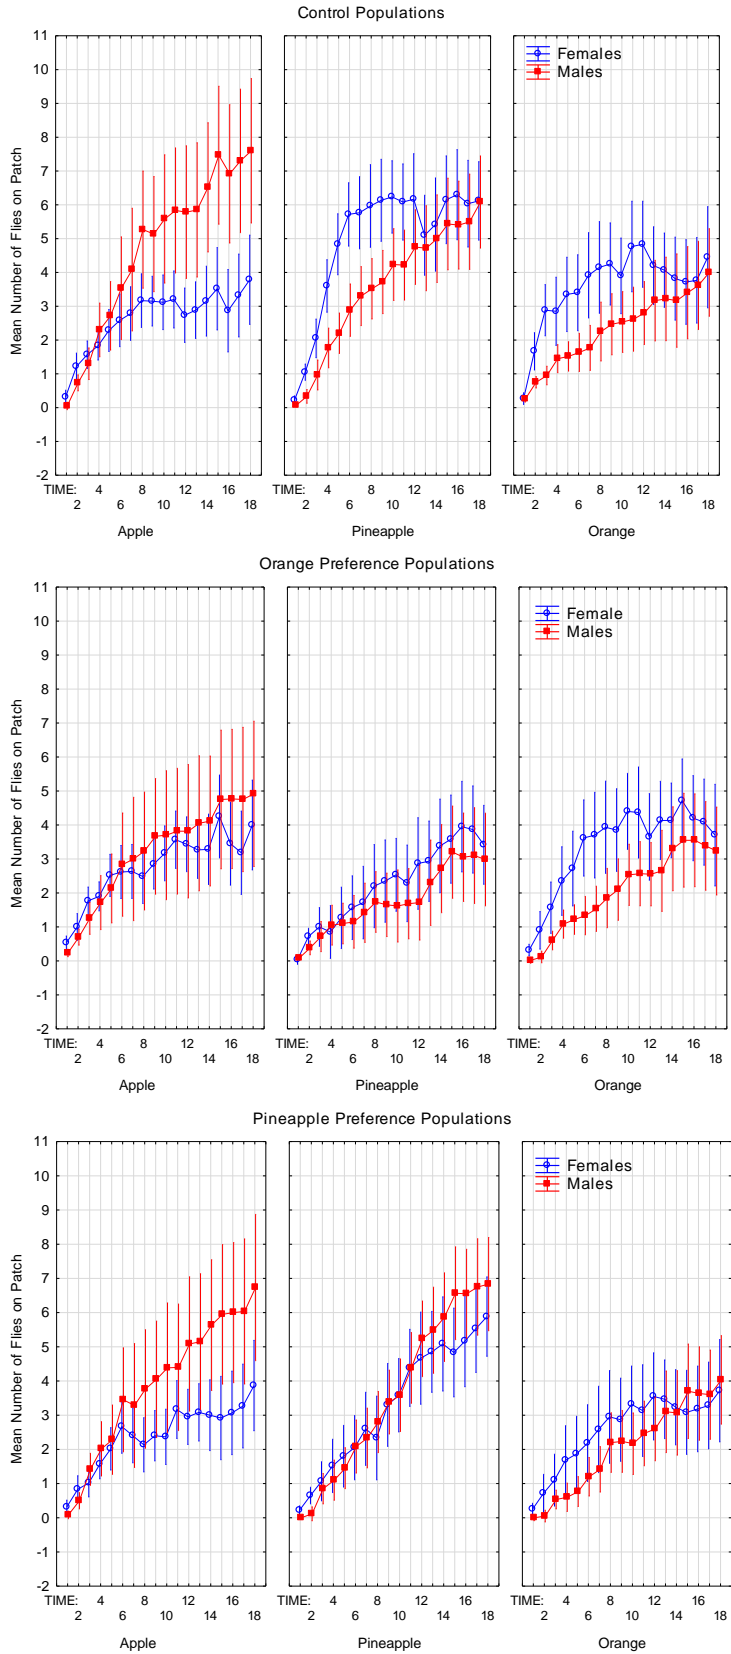 Control Populations
Mean Number of Flies on Patch
11
10
9
8
7
6
5
4
3
2
1
0
-1
-2
Females
Males
TIME: 4 8 12 16
2 6 10 14 18
Apple
TIME: 4 8 12 16
2 6 10 14 18
Pineapple
TIME: 4 8 12 16
2 6 10 14 18
Orange
Orange Preference Populations
Mean Number of Flies on Patch
11
10
9
8
7
6
5
4
3
2
1
0
-1
-2
Female
Males
TIME: 4 8 12 16
2 6 10 14 18
Apple
TIME: 4 8 12 16
2 6 10 14 18
Pineapple
TIME: 4 8 12 16
2 6 10 14 18
Orange
Pineapple Preference Populations
Mean Number of Flies on Patch
11
10
9
8
7
6
5
4
3
2
1
0
-1
-2
Females
Males
TIME: 4 8 12 16
2 6 10 14 18
Apple
TIME: 4 8 12 16
2 6 10 14 18
Pineapple
TIME: 4 8 12 16
2 6 10 14 18
Orange